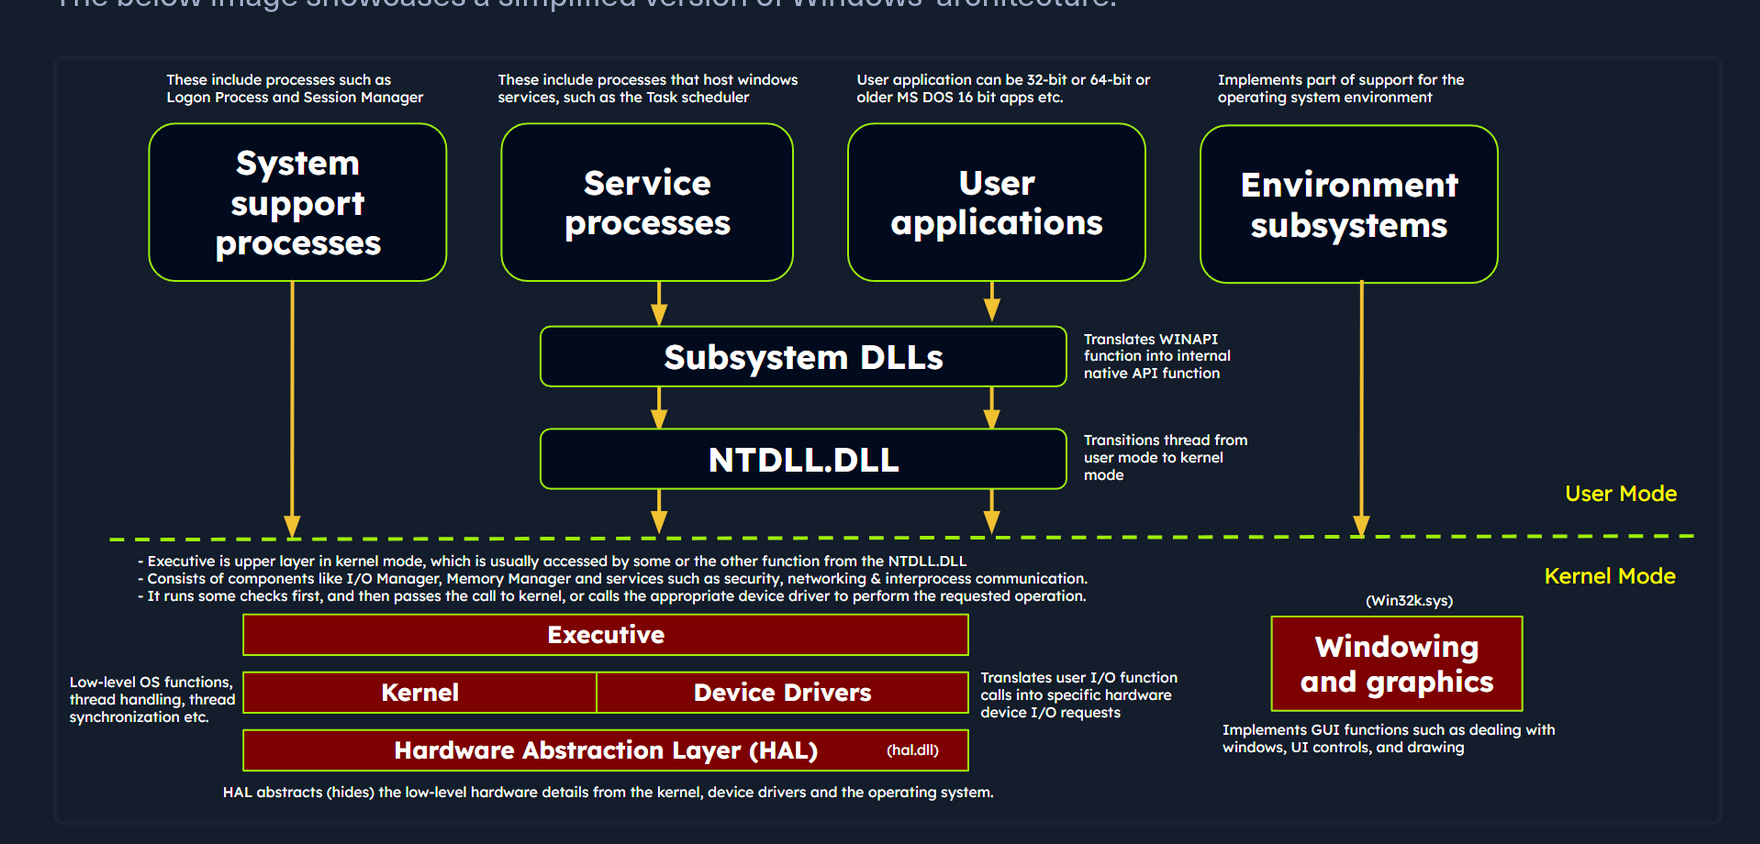 The below image showcases a simplified version of Windows' architecture.
These include processes such as
Logon Process and Session Manager
These include processes that host windows
services, such as the Task scheduler
User application can be 32-bit or 64-bit or
older MS DOS 16 bit apps etc.
Implements part of support for the
operating system environment
System
support
processes
Service
processes
User
applications
Environment
subsystems
Subsystem DLLs
Translates WINAPI
function into internal
native API function
NTDLL.DLL
Transitions thread from
user mode to kernel
mode
User Mode
- Executive is upper layer in kernel mode, which is usually accessed by some or the other function from the NTDLL.DLL
- Consists of components like I/O Manager, Memory Manager and services such as security, networking & interprocess communication.
- It runs some checks first, and then passes the call to kernel, or calls the appropriate device driver to perform the requested operation.
Kernel Mode
(Win32k.sys)
Executive
Windowing
and graphics
Low-level OS functions,
thread handling, thread
synchronization etc.
Kernel
Device Drivers
Translates user I/O function
calls into specific hardware
device I/O requests
Implements GUI functions such as dealing with
windows, UI controls, and drawing
Hardware Abstraction Layer (HAL)
(hal.dll)
HAL abstracts (hides) the low-level hardware details from the kernel, device drivers and the operating system.